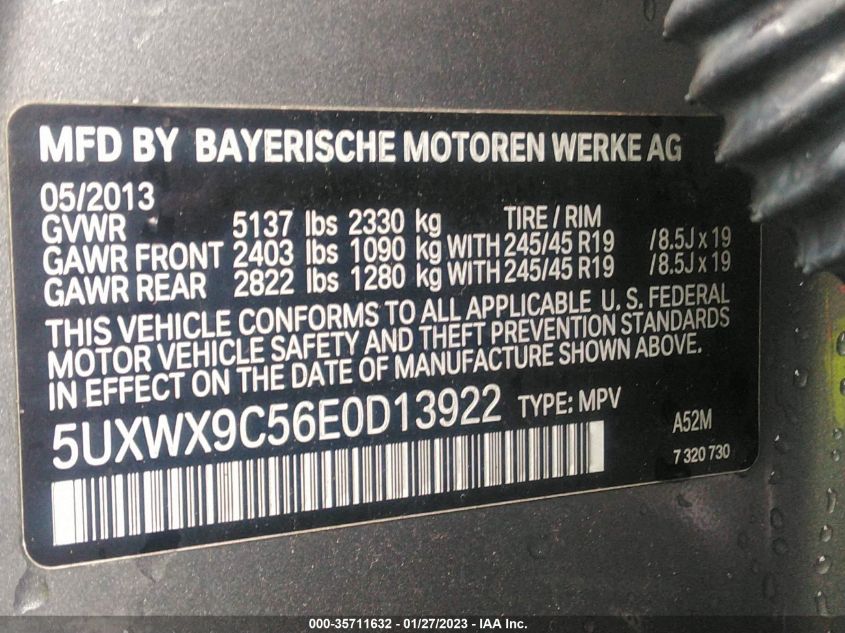 MFD BY BAYERISCHE MOTOREN WERKE AG
05/2013
GVWR 5137 lbs 2330 kg TIRE / RIM
GAWR FRONT 2403 lbs 1090 kg WITH 245/45 R19 / 8.5J x 19
GAWR REAR 2822 lbs 1280 kg WITH 245/45 R19 / 8.5J x 19
THIS VEHICLE CONFORMS TO ALL APPLICABLE U. S. FEDERAL
MOTOR VEHICLE SAFETY AND THEFT PREVENTION STANDARDS
IN EFFECT ON THE DATE OF MANUFACTURE SHOWN ABOVE.
5UXWX9C56E0D13922 TYPE: MPV A52M
7 320 730
000-35711632 - 01/27/2023 - IAA Inc.